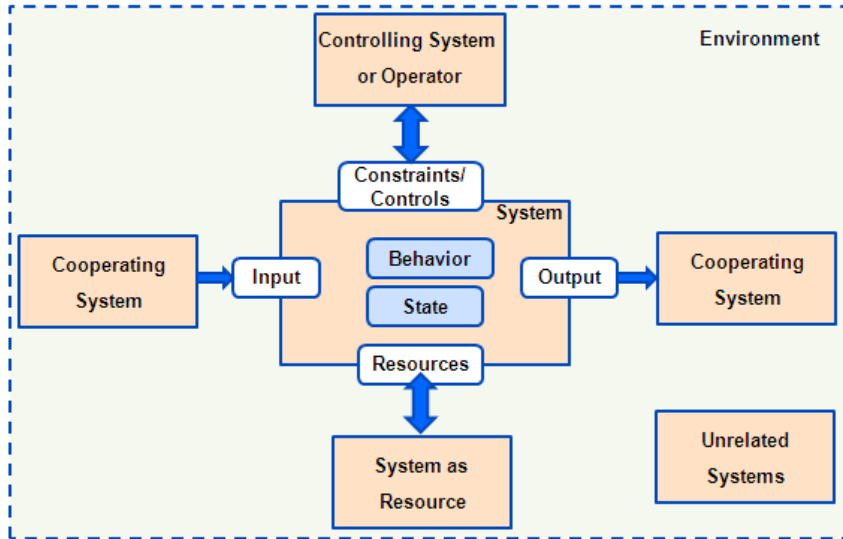 Controlling System
or Operator
Environment
Constraints/
Controls
System
Cooperating
System
Input
Behavior
State
Output
Cooperating
System
Resources
System as
Resource
Unrelated
Systems